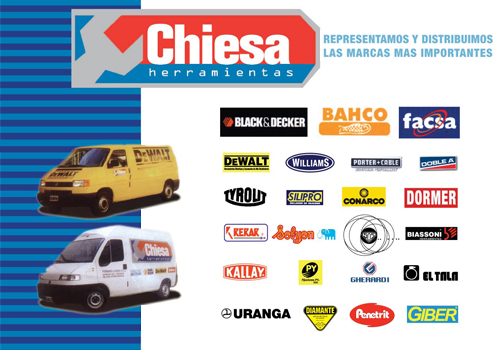 Chiesa
herramientas
REPRESENTAMOS Y DISTRIBUIMOS
LAS MARCAS MAS IMPORTANTES
BLACK&DECKER
BAHCO
facsa
DEWALT
WILLIAMS
PORTER+CABLE
DOBLE A
TYROLIT
SILIPRO
CONARCO
DORMER
KEKAR
Solyon
BIASSONI
KALLAY
PY
GHERARDI
EL TALA
URANGA
DIAMANTE
Penetrit
GIBER
DEWALT
Chiesa